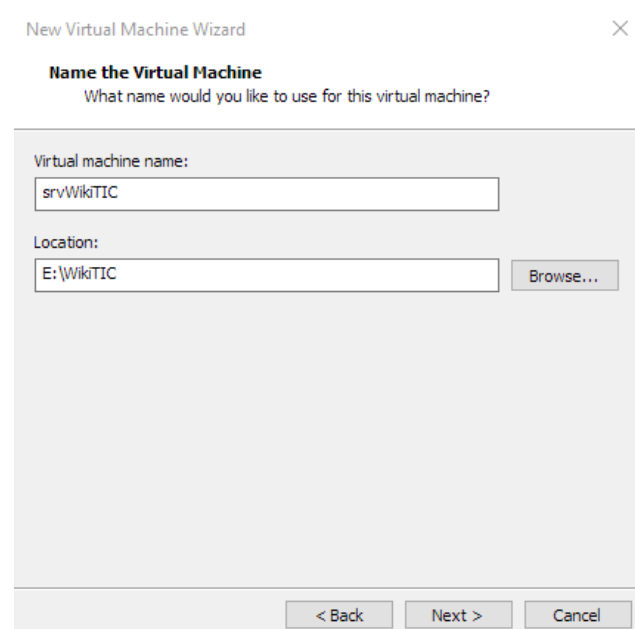 New Virtual Machine Wizard
Name the Virtual Machine
What name would you like to use for this virtual machine?
Virtual machine name:
srvWikiTIC
Location:
E:\WikiTIC
Browse...
< Back
Next >
Cancel